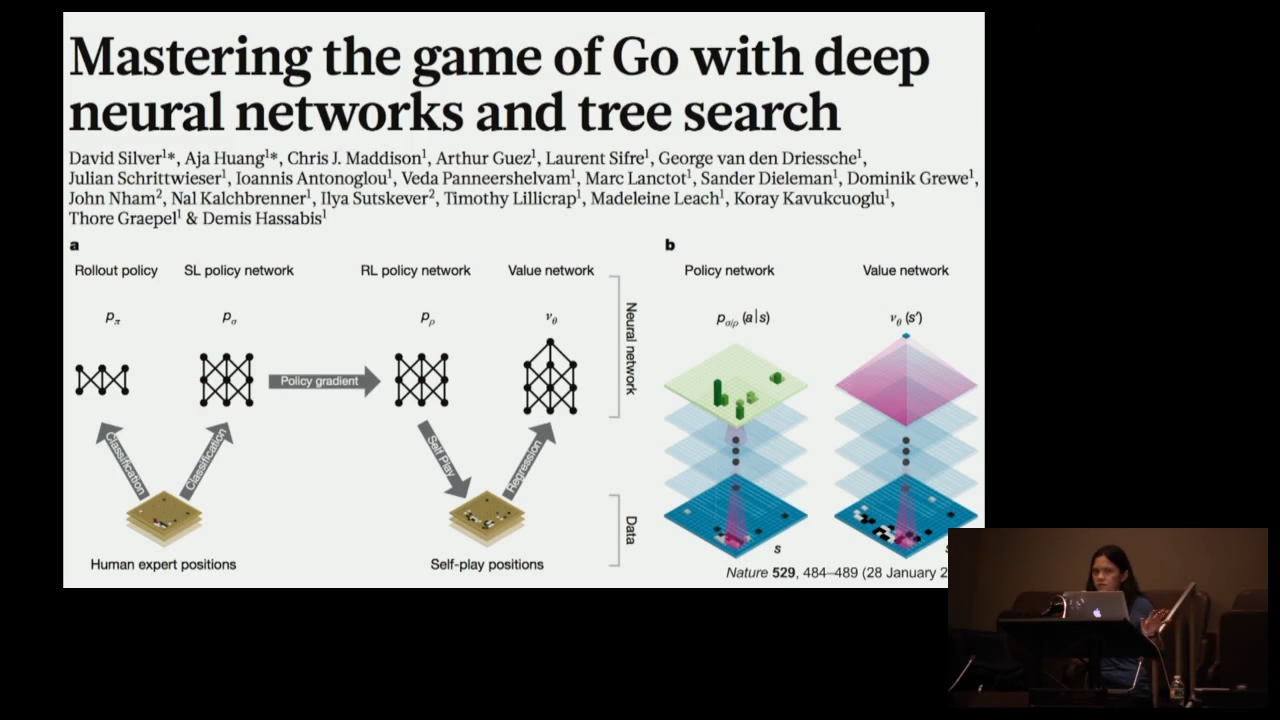 Mastering the game of Go with deep
neural networks and tree search
David Silver¹*, Aja Huang¹*, Chris J. Maddison¹, Arthur Guez¹, Laurent Sifre¹, George van den Driessche¹,
Julian Schrittwieser¹, Ioannis Antonoglou¹, Veda Panneershelvam¹, Marc Lanctot¹, Sander Dieleman¹, Dominik Grewe¹,
John Nham², Nal Kalchbrenner¹, Ilya Sutskever², Timothy Lillicrap¹, Madeleine Leach¹, Koray Kavukcuoglu¹,
Thore Graepel¹ & Demis Hassabis¹
a
Rollout policy
SL policy network
RL policy network
Value network
pπ
pσ
pρ
vθ
Neural network
Policy gradient
Classification
Classification
Self Play
Regression
Data
Human expert positions
Self-play positions
b
Policy network
Value network
pσ/ρ (a|s)
vθ (s′)
s
s
Nature 529, 484–489 (28 January 2